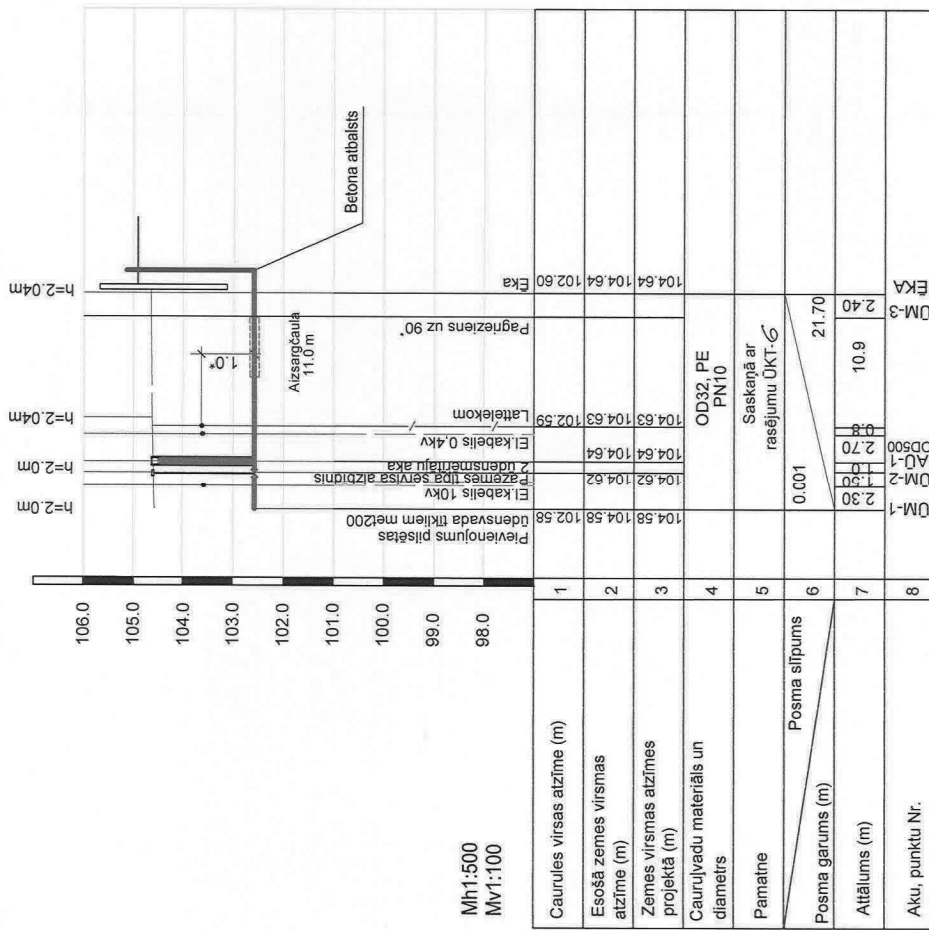 h=2.0m
h=2.0m
h=2.04m
h=2.04m
106.0
105.0
104.0
103.0
102.0
101.0
100.0
99.0
98.0
Mh1:500
Mv1:100
Pievienojums pilsētas
ūdensvada tīkliem met200
El.kabelis 10kv
Pazemes tipa servisa aizbīdnis
2 ūdensmērītāju aka
El.kabelis 0,4kv
Lattelekom
Pagrieziens uz 90°
Ēka
1.0*
Aizsargčaula
11.0 m
Betona atbalsts
Caurules virsas atzīme (m)
1
102.58
102.59
102.60
Esošā zemes virsmas
atzīme (m)
2
104.58
104.62
104.64
104.63
104.64
Zemes virsmas atzīmes
projektā (m)
3
104.58
104.62
104.64
104.63
104.64
Cauruļvadu materiāls un
diametrs
4
OD32, PE
PN10
Pamatne
5
Saskaņā ar
rasējumu ŪKT-9
Posma slīpums
Posma garums (m)
6
0.001
21.70
Attālums (m)
7
2.30
1.50
1.0
2.70
0.8
10.9
2.40
Aku, punktu Nr.
8
ŪM-1
ŪM-2
AŪ-1
OD500
ŪM-3
ĒKA